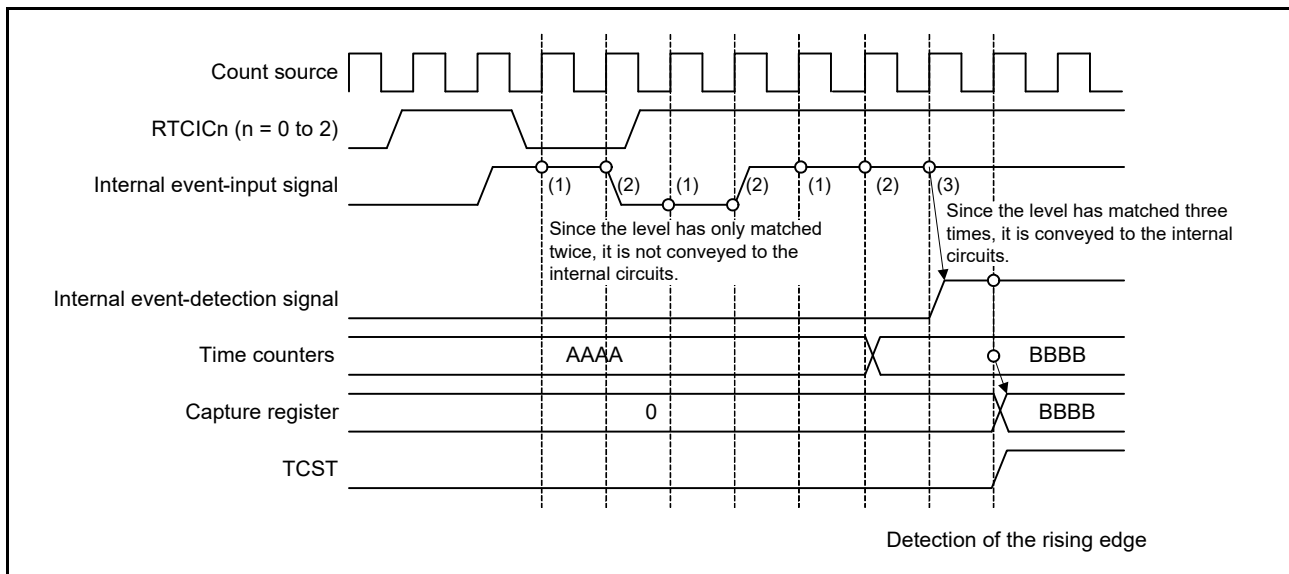 Count source
RTCICn (n = 0 to 2)
Internal event-input signal
(1)
(2)
(1)
(2)
(1)
(2)
(3)
Since the level has only matched
twice, it is not conveyed to the
internal circuits.
Since the level has matched three
times, it is conveyed to the internal
circuits.
Internal event-detection signal
Time counters
AAAA
BBBB
Capture register
0
BBBB
TCST
Detection of the rising edge